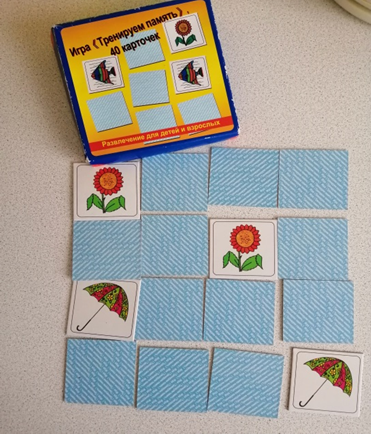 Игра «Тренируем память».
40 карточек
Развлечение для детей и взрослых